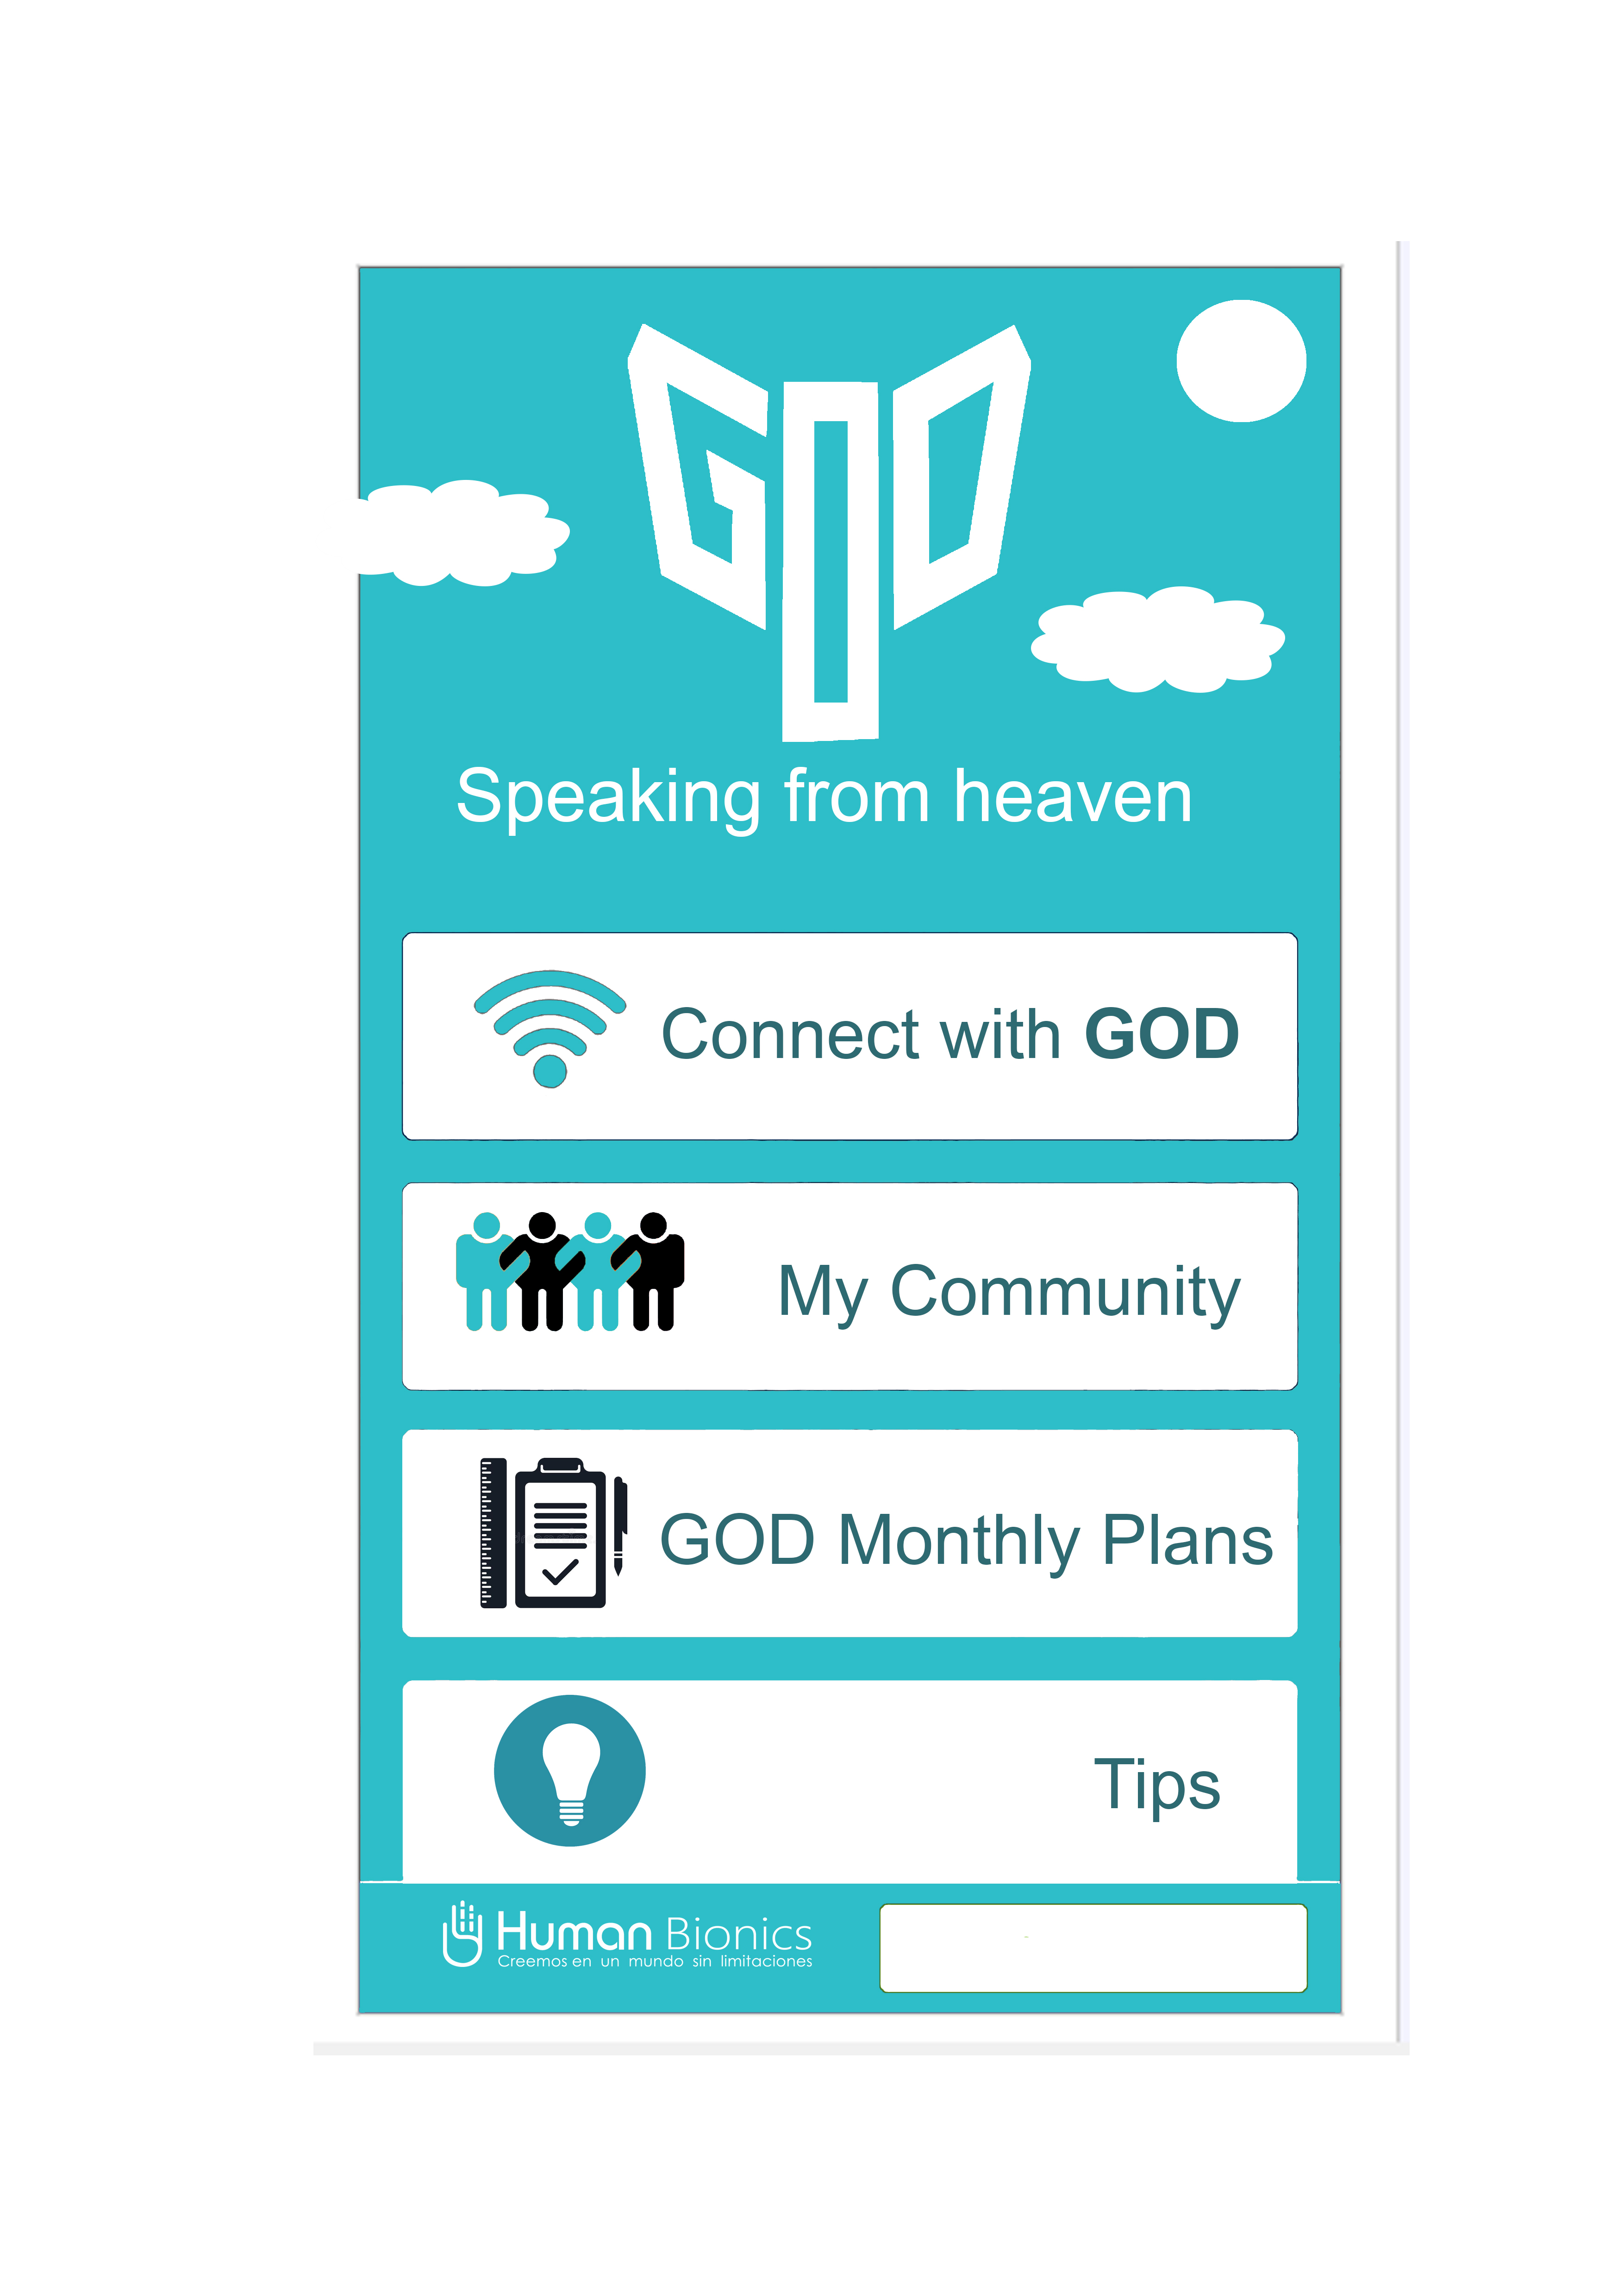 GOD
Speaking from heaven
Connect with GOD
My Community
GOD Monthly Plans
Tips
Human Bionics
Creemos en un mundo sin limitaciones